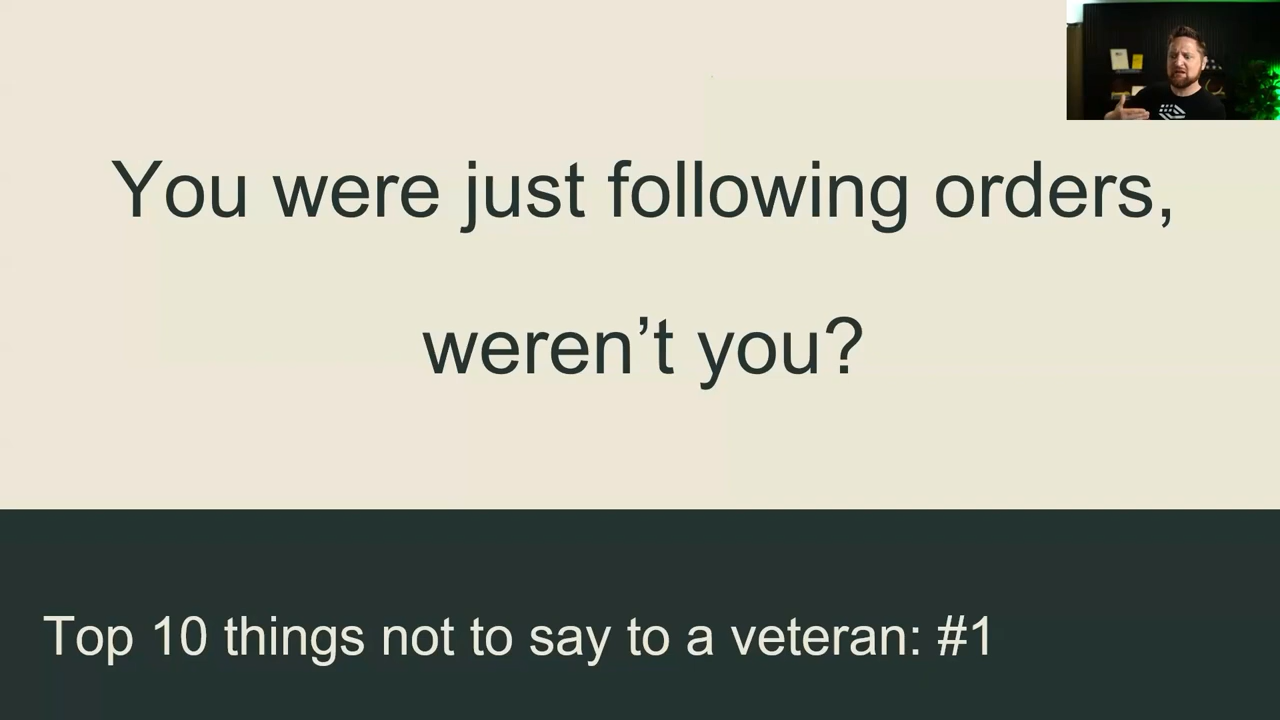 You were just following orders,
weren’t you?
Top 10 things not to say to a veteran: #1